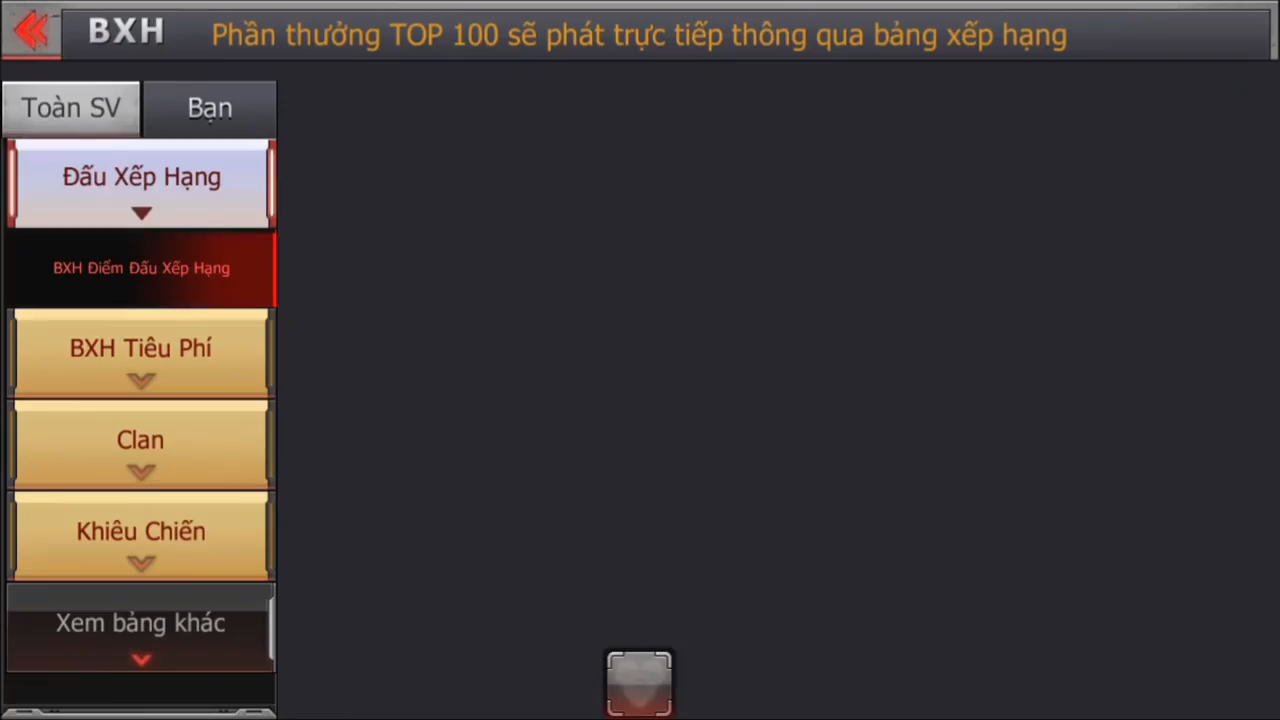 BXH
Phần thưởng TOP 100 sẽ phát trực tiếp thông qua bảng xếp hạng
Toàn SV
Bạn
Đấu Xếp Hạng
BXH Điểm Đấu Xếp Hạng
BXH Tiêu Phí
Clan
Khiêu Chiến
Xem bảng khác